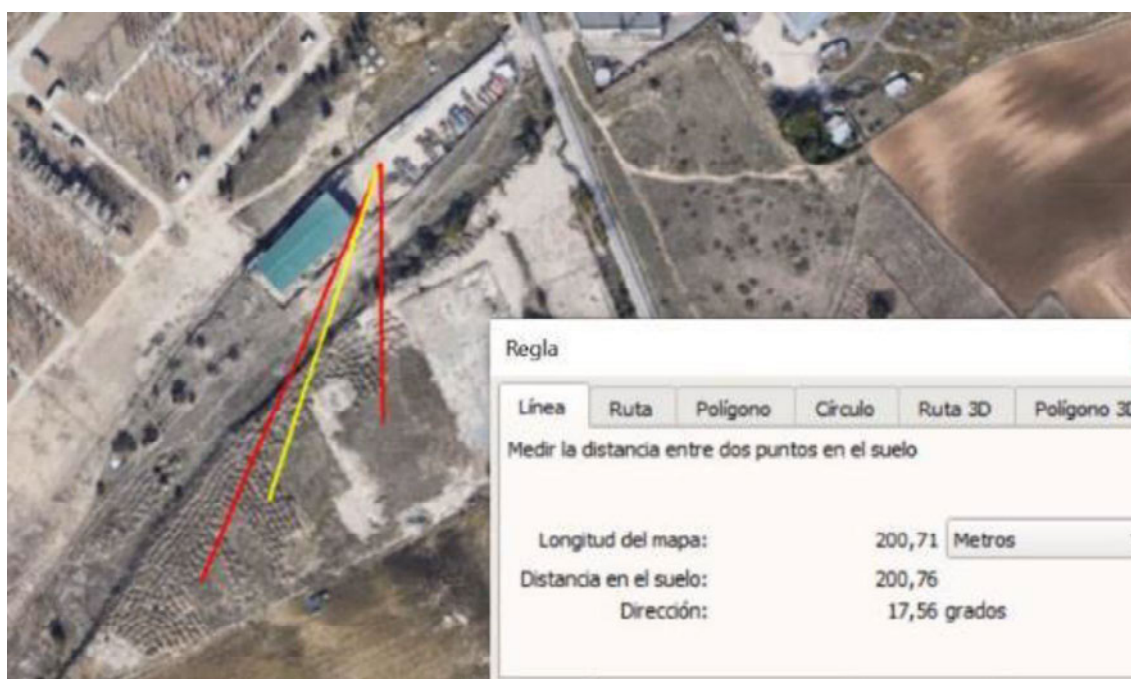 Regla
Línea Ruta Polígono Círculo Ruta 3D Polígono 3D
Medir la distancia entre dos puntos en el suelo
Longitud del mapa: 200,71 Metros
Distancia en el suelo: 200,76
Dirección: 17,56 grados